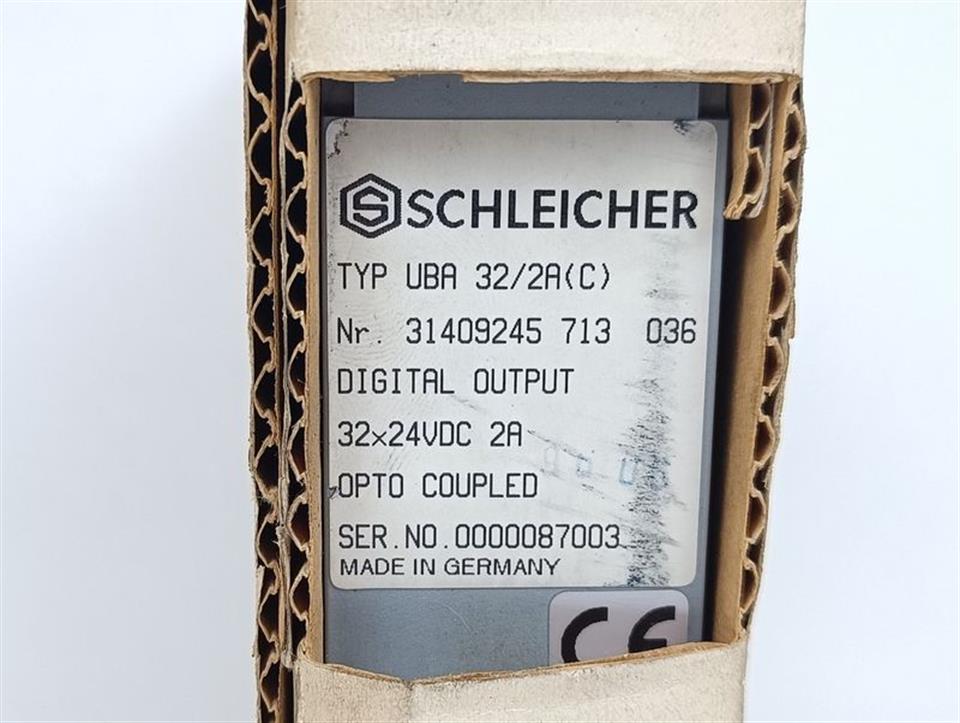 SCHLEICHER
TYP UBA 32/2A(C)
Nr. 31409245 713 036
DIGITAL OUTPUT
32x24VDC 2A
OPTO COUPLED
SER.NO.0000087003
MADE IN GERMANY
CE